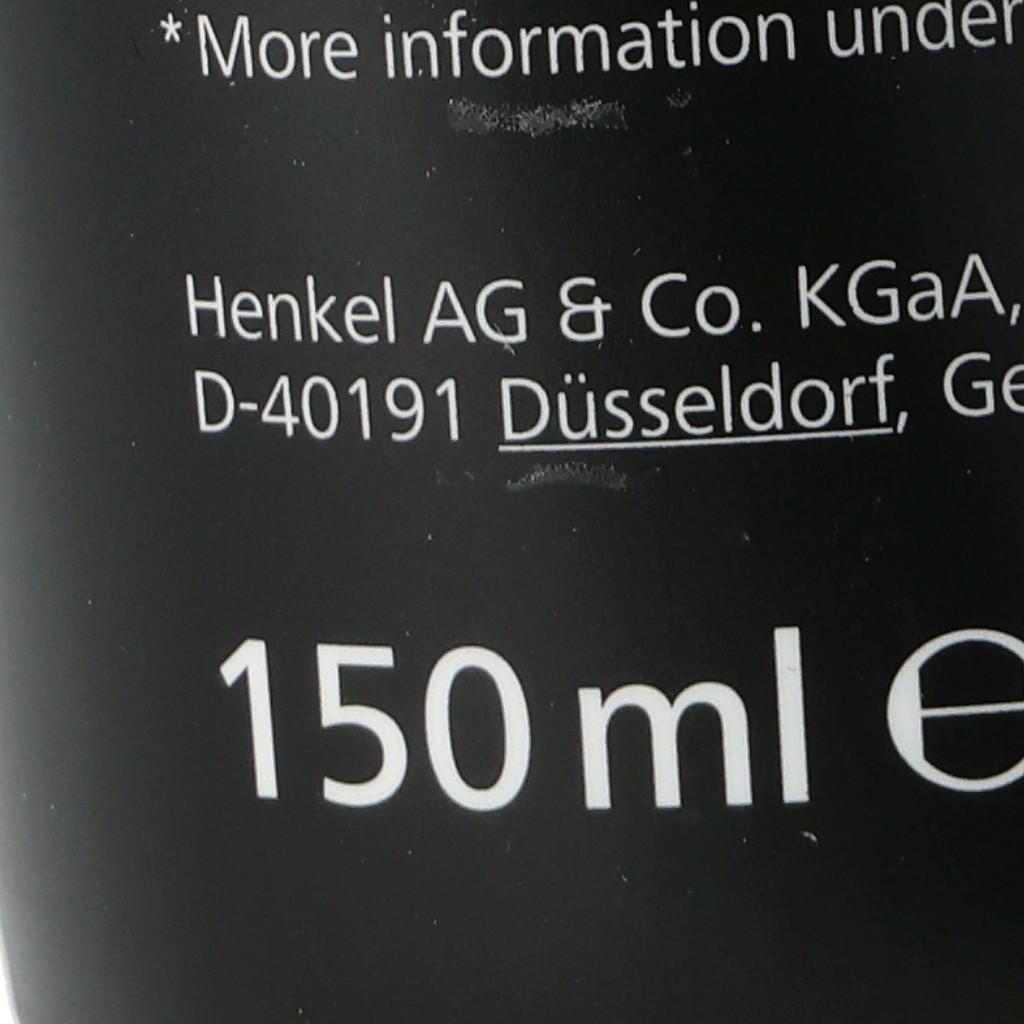 *More information under
Henkel AG & Co. KGaA,
D-40191 Düsseldorf, Ge
150 ml ℮